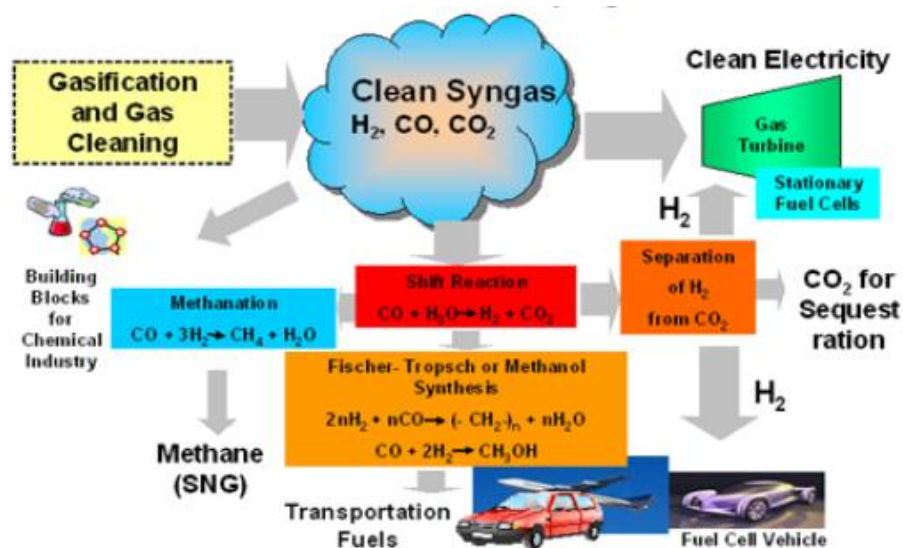 Gasification
and Gas
Cleaning
Clean Syngas
H₂, CO, CO₂
Clean Electricity
Gas
Turbine
Stationary
Fuel Cells
H₂
Building
Blocks
for
Chemical
Industry
Methanation
CO + 3H₂→CH₄ + H₂O
Shift Reaction
CO + H₂O→H₂ + CO₂
Separation
of H₂
from CO₂
CO₂ for
Sequest
ration
Fischer- Tropsch or Methanol
Synthesis
2nH₂ + nCO→(- CH₂-)ₙ + nH₂O
CO + 2H₂→CH₃OH
H₂
Methane
(SNG)
Transportation
Fuels
Fuel Cell Vehicle